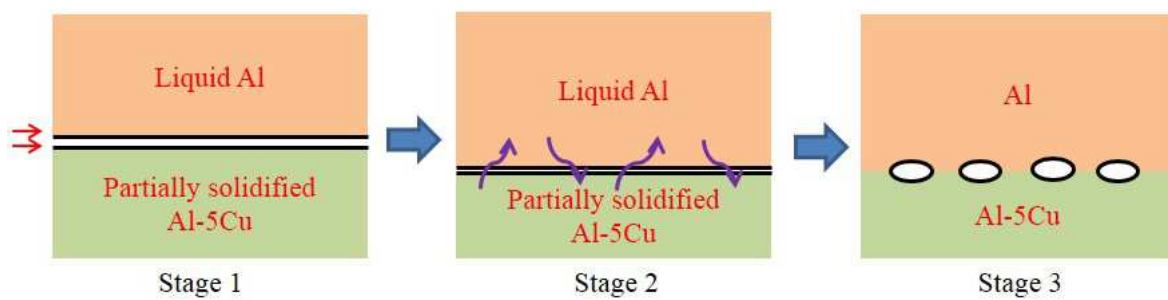 Liquid Al
Partially solidified
Al-5Cu
Stage 1
Liquid Al
Partially solidified
Al-5Cu
Stage 2
Al
Al-5Cu
Stage 3